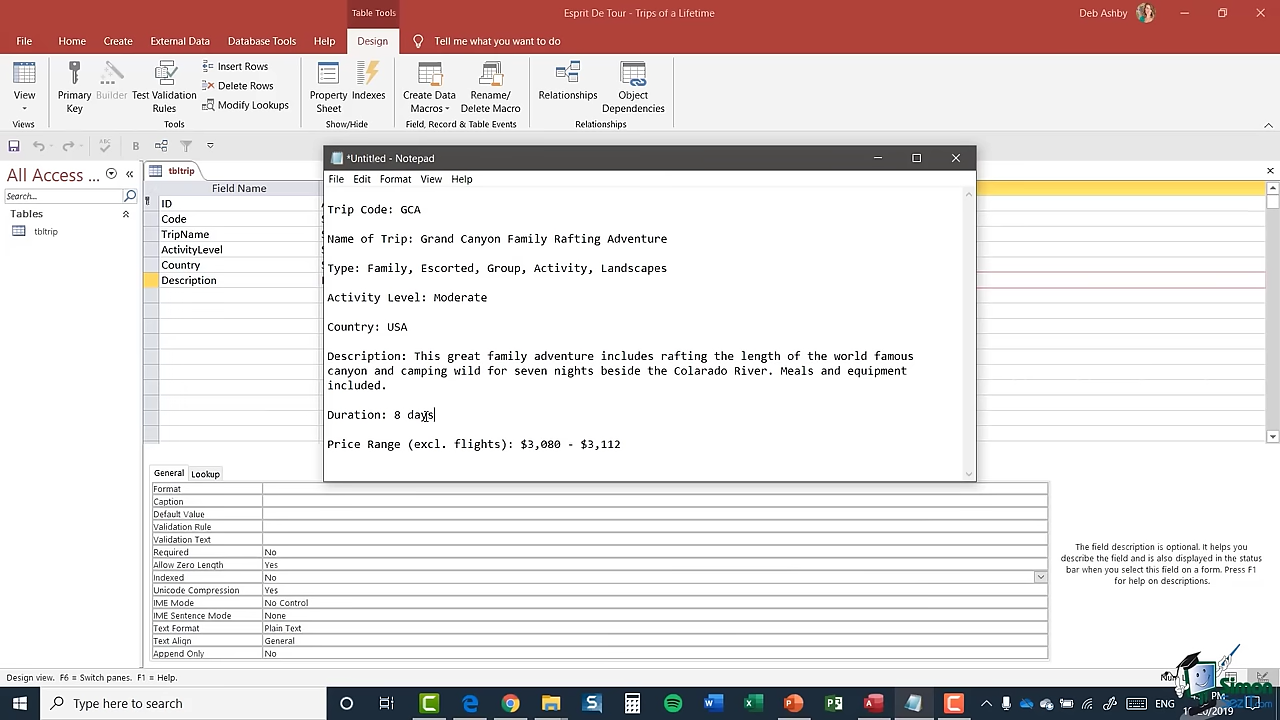 Table Tools
Esprit De Tour - Trips of a Lifetime
Deb Ashby
File Home Create External Data Database Tools Help Design Tell me what you want to do
View
Primary Key
Builder
Test Validation Rules
Insert Rows
Delete Rows
Modify Lookups
Property Sheet
Indexes
Create Data Macros
Rename/ Delete Macro
Relationships
Object Dependencies
Views Tools Show/Hide Field, Record & Table Events Relationships
All Access ...
Search...
Tables
tbltrip
tbltrip
Field Name
ID
Code
TripName
ActivityLevel
Country
Description
*Untitled - Notepad
File Edit Format View Help
Trip Code: GCA
Name of Trip: Grand Canyon Family Rafting Adventure
Type: Family, Escorted, Group, Activity, Landscapes
Activity Level: Moderate
Country: USA
Description: This great family adventure includes rafting the length of the world famous
canyon and camping wild for seven nights beside the Colarado River. Meals and equipment
included.
Duration: 8 days
Price Range (excl. flights): $3,080 - $3,112
General Lookup
Format
Caption
Default Value
Validation Rule
Validation Text
Required No
Allow Zero Length Yes
Indexed No
Unicode Compression Yes
IME Mode No Control
IME Sentence Mode None
Text Format Plain Text
Text Align General
Append Only No
The field description is optional. It helps you
describe the field and is also displayed in the status
bar when you select this field on a form. Press F1
for help on descriptions.
Design view. F6 = Switch panes. F1 = Help.
Type here to search